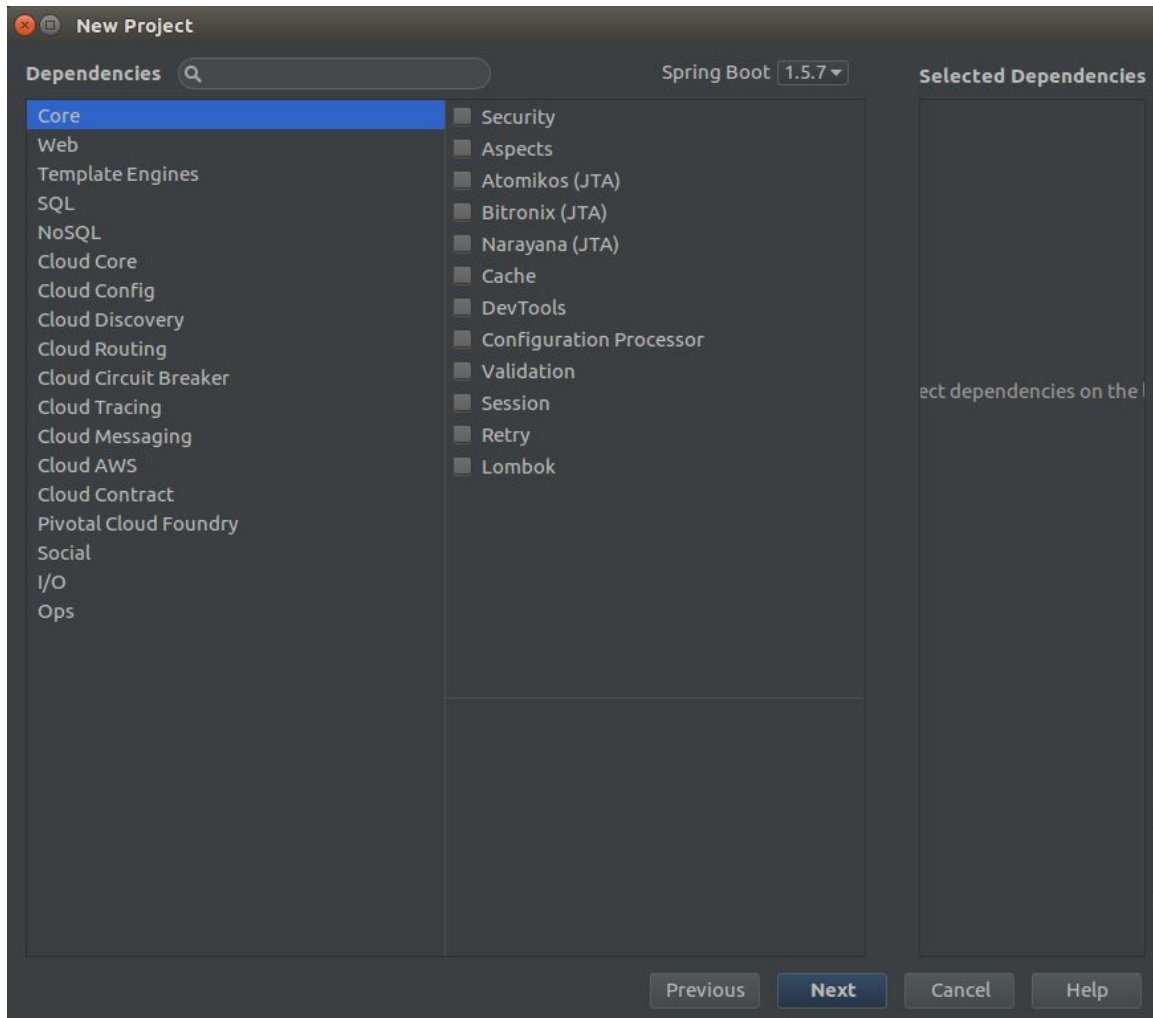 New Project
Dependencies
Spring Boot 1.5.7
Selected Dependencies
Core
Web
Template Engines
SQL
NoSQL
Cloud Core
Cloud Config
Cloud Discovery
Cloud Routing
Cloud Circuit Breaker
Cloud Tracing
Cloud Messaging
Cloud AWS
Cloud Contract
Pivotal Cloud Foundry
Social
I/O
Ops
Security
Aspects
Atomikos (JTA)
Bitronix (JTA)
Narayana (JTA)
Cache
DevTools
Configuration Processor
Validation
Session
Retry
Lombok
ect dependencies on the
Previous
Next
Cancel
Help